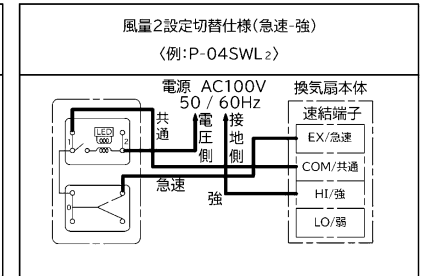 風量2設定切替仕様(急速-強)
〈例:P-04SWL₂〉
電源 AC100V
50 / 60Hz
換気扇本体
速結端子
共通
電圧側
接地側
LED
1
2
EX/急速
COM/共通
急速
強
HI/強
0
LO/弱